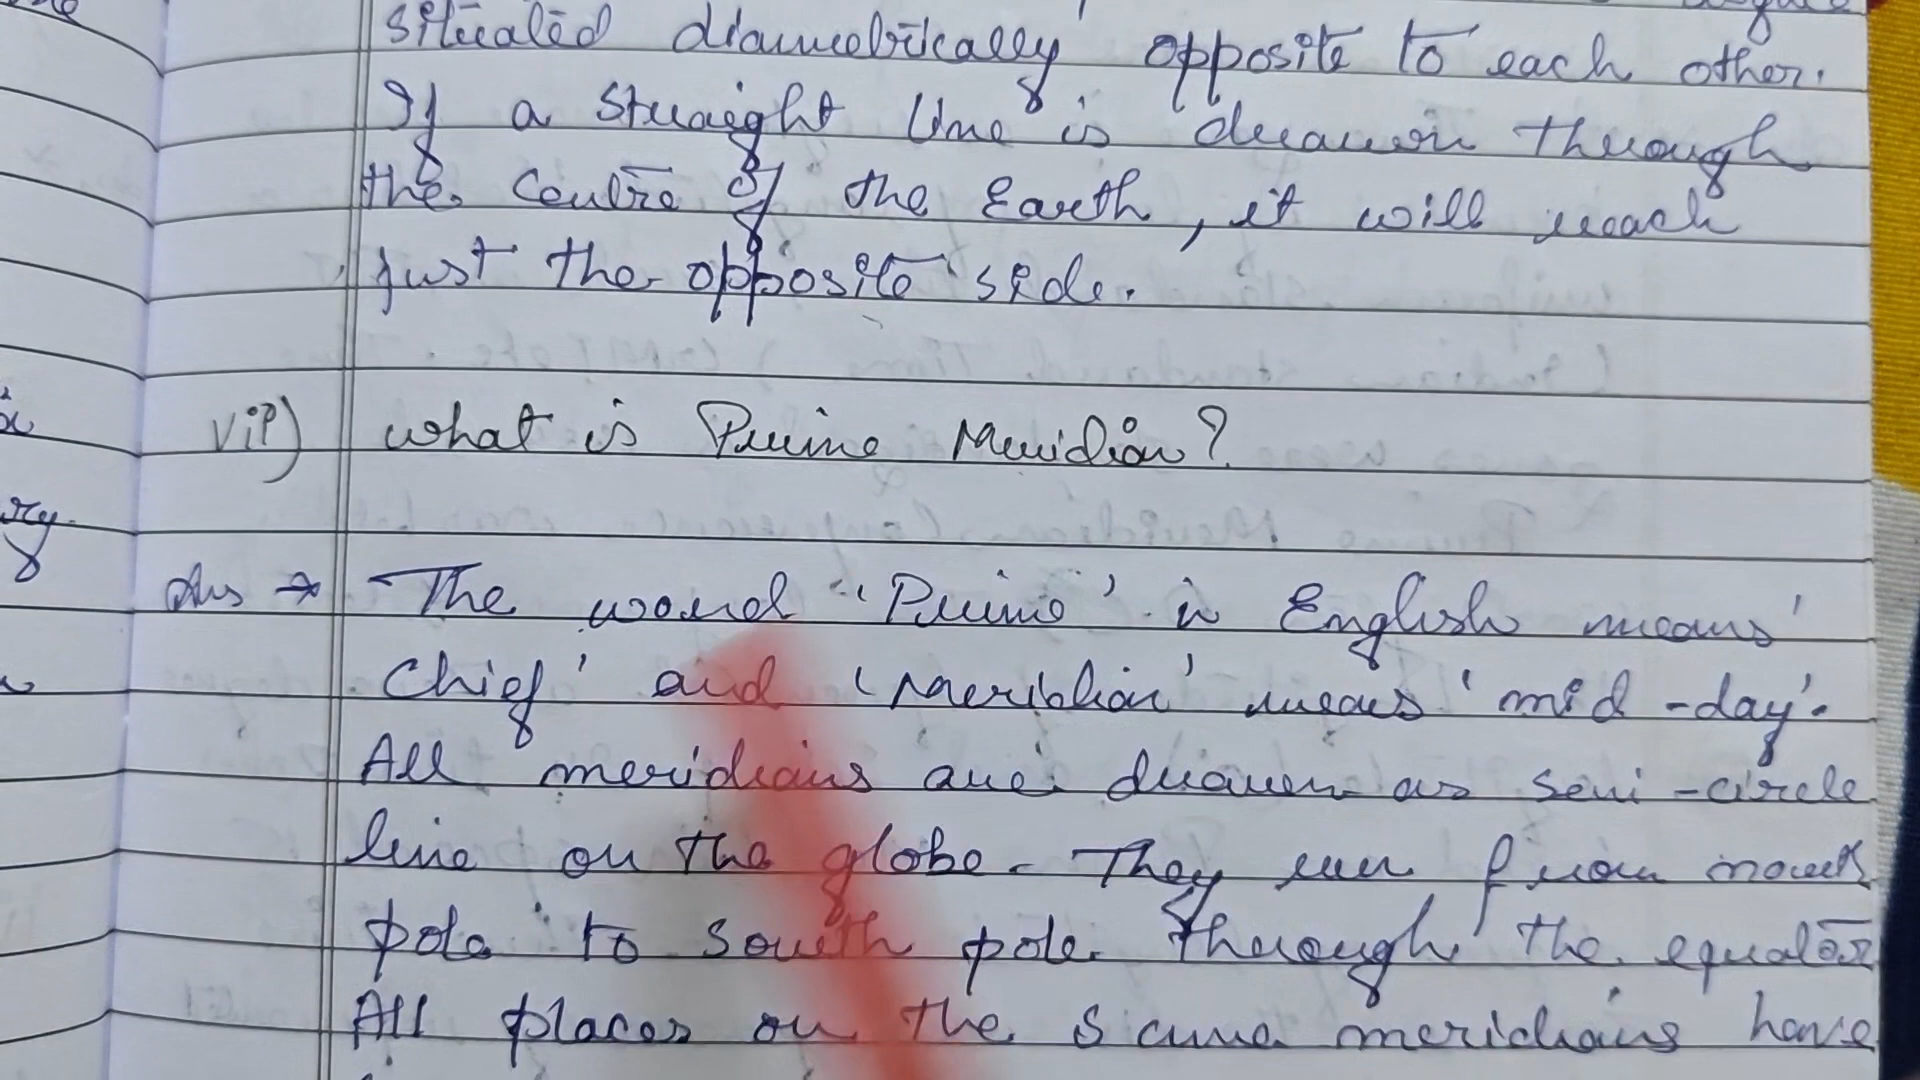 situated diametrically opposite to each other.
If a straight line is drawn through
the centre of the Earth, it will reach
just the opposite side.
vii) what is Prime Meridian?
Ans → The word "Prime' in English means'
Chief' and 'Meridian' means 'mid-day'.
All meridians are drawn as semi-circle
line on the globe. They run from north
pole to south pole through the equator
All places on the same meridians have